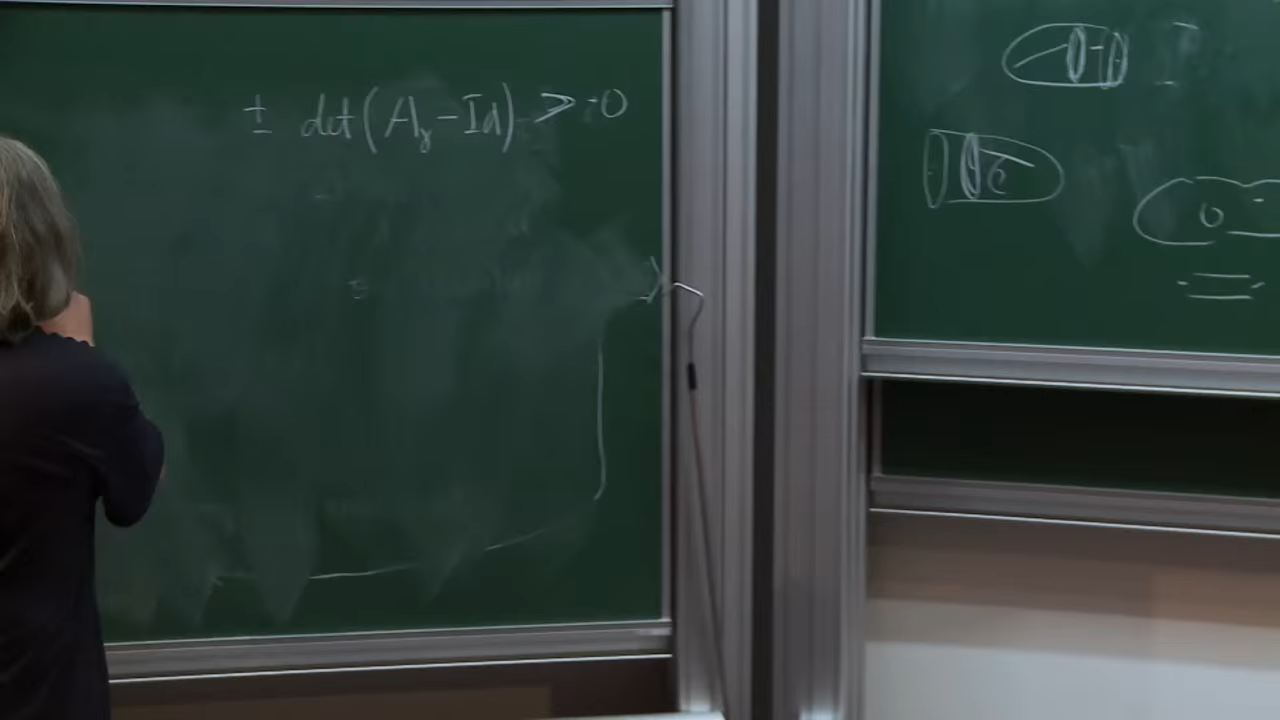 ± det(A_γ - Id) > 0